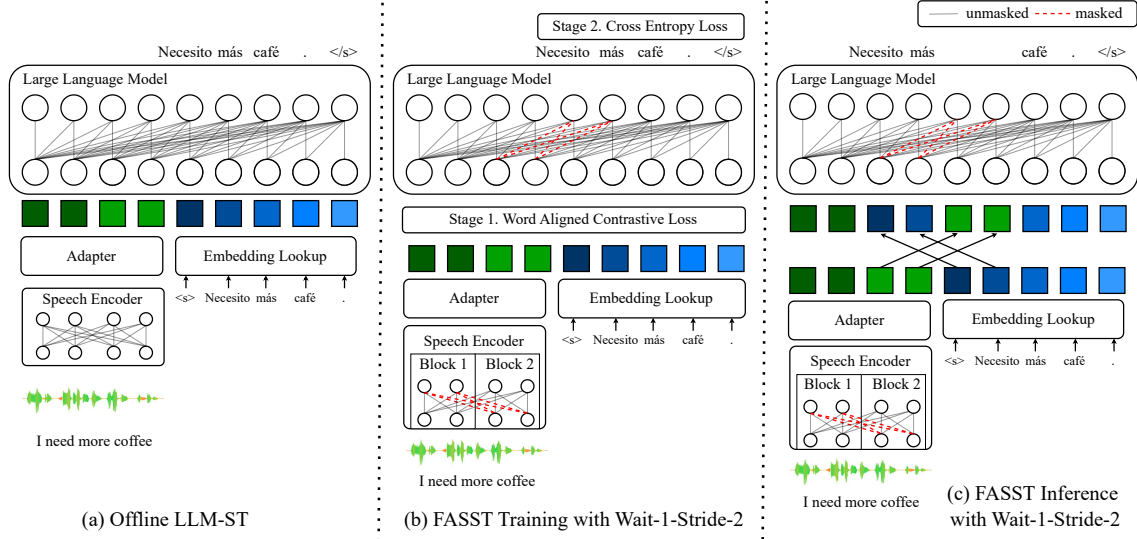 Necesito más café . </s>
Large Language Model
Adapter
Embedding Lookup
<s> Necesito más café .
Speech Encoder
I need more coffee
(a) Offline LLM-ST
Stage 2. Cross Entropy Loss
Necesito más café . </s>
Large Language Model
Stage 1. Word Aligned Contrastive Loss
Adapter
Embedding Lookup
<s> Necesito más café .
Speech Encoder
Block 1 Block 2
I need more coffee
(b) FASST Training with Wait-1-Stride-2
unmasked masked
Necesito más café . </s>
Large Language Model
Adapter
Embedding Lookup
<s> Necesito más café .
Speech Encoder
Block 1 Block 2
I need more coffee
(c) FASST Inference
with Wait-1-Stride-2